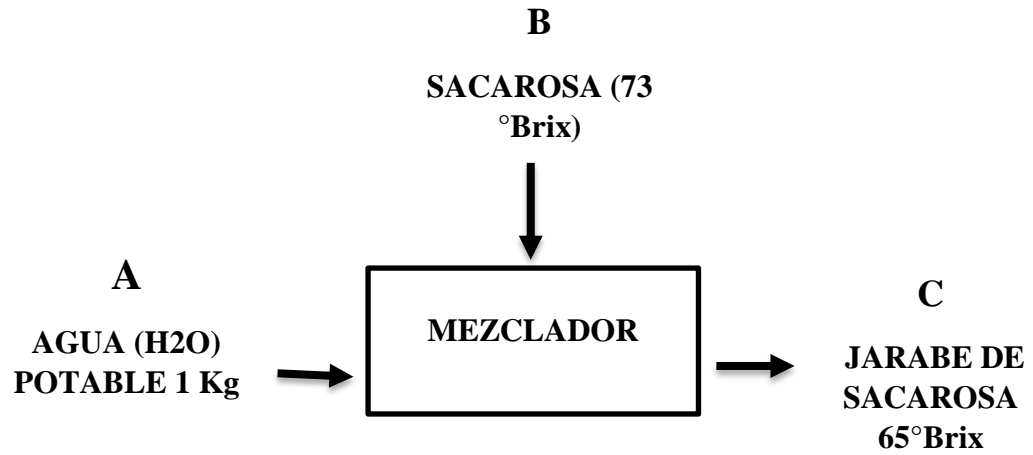 B
SACAROSA (73
°Brix)
A
AGUA (H2O)
POTABLE 1 Kg
MEZCLADOR
C
JARABE DE
SACAROSA
65°Brix